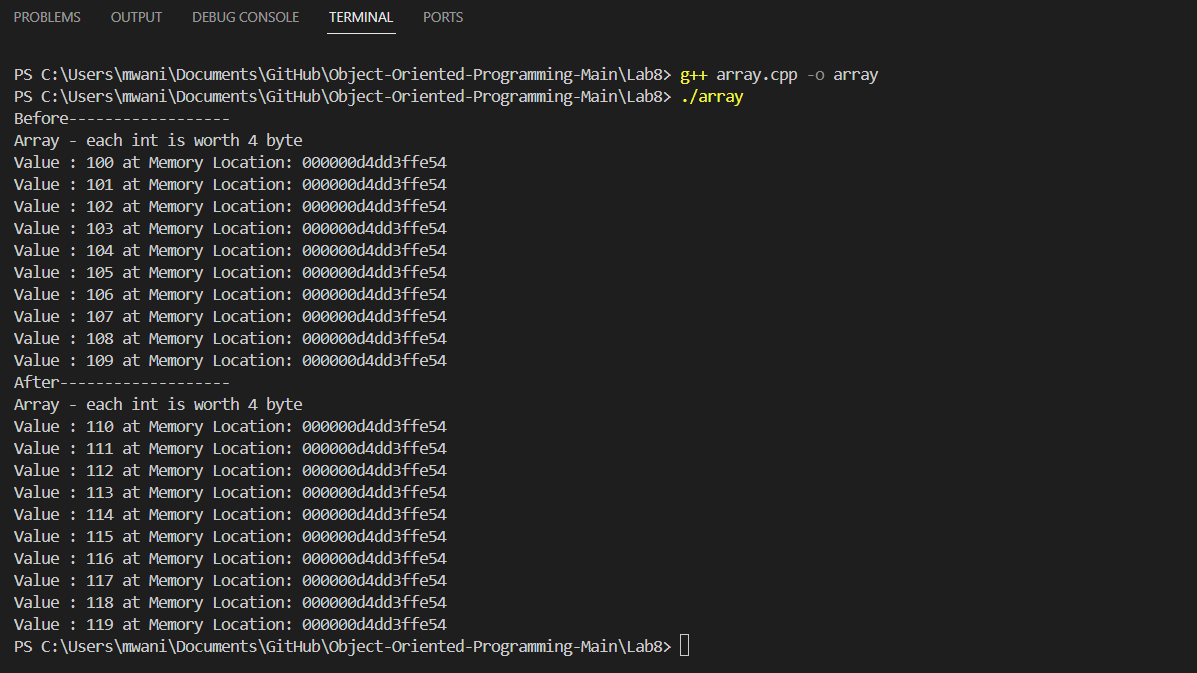 PROBLEMS OUTPUT DEBUG CONSOLE TERMINAL PORTS
PS C:\Users\mwani\Documents\GitHub\Object-Oriented-Programming-Main\Lab8> g++ array.cpp -o array
PS C:\Users\mwani\Documents\GitHub\Object-Oriented-Programming-Main\Lab8> ./array
Before------------------
Array - each int is worth 4 byte
Value : 100 at Memory Location: 000000d4dd3ffe54
Value : 101 at Memory Location: 000000d4dd3ffe54
Value : 102 at Memory Location: 000000d4dd3ffe54
Value : 103 at Memory Location: 000000d4dd3ffe54
Value : 104 at Memory Location: 000000d4dd3ffe54
Value : 105 at Memory Location: 000000d4dd3ffe54
Value : 106 at Memory Location: 000000d4dd3ffe54
Value : 107 at Memory Location: 000000d4dd3ffe54
Value : 108 at Memory Location: 000000d4dd3ffe54
Value : 109 at Memory Location: 000000d4dd3ffe54
After-------------------
Array - each int is worth 4 byte
Value : 110 at Memory Location: 000000d4dd3ffe54
Value : 111 at Memory Location: 000000d4dd3ffe54
Value : 112 at Memory Location: 000000d4dd3ffe54
Value : 113 at Memory Location: 000000d4dd3ffe54
Value : 114 at Memory Location: 000000d4dd3ffe54
Value : 115 at Memory Location: 000000d4dd3ffe54
Value : 116 at Memory Location: 000000d4dd3ffe54
Value : 117 at Memory Location: 000000d4dd3ffe54
Value : 118 at Memory Location: 000000d4dd3ffe54
Value : 119 at Memory Location: 000000d4dd3ffe54
PS C:\Users\mwani\Documents\GitHub\Object-Oriented-Programming-Main\Lab8>